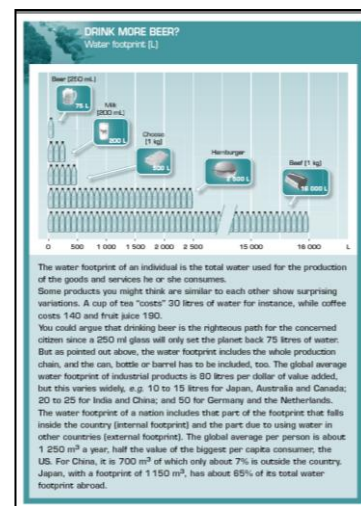 DRINK MORE BEER?
Water footprint [L]
Beer (250 mL)
75 L
Milk
(200 mL)
200 L
Cheese
(1 kg)
500 L
Hamburger
2 500 L
Beef (1 kg)
16 000 L
0 500 1 000 1 500 2 000 2 500 15 000 16 000 L
The water footprint of an individual is the total water used for the production
of the goods and services he or she consumes.
Some products you might think are similar to each other show surprising
variations. A cup of tea "costs" 30 litres of water for instance, while coffee
costs 140 and fruit juice 190.
You could argue that drinking beer is the righteous path for the concerned
citizen since a 250 ml glass will only set the planet back 75 litres of water.
But as pointed out above, the water footprint includes the whole production
chain, and the can, bottle or barrel has to be included, too. The global average
water footprint of industrial products is 80 litres per dollar of value added,
but this varies widely, e.g. 10 to 15 litres for Japan, Australia and Canada;
20 to 25 for India and China; and 50 for Germany and the Netherlands.
The water footprint of a nation includes that part of the footprint that falls
inside the country (internal footprint) and the part due to using water in
other countries (external footprint). The global average per person is about
1 250 m³ a year, half the value of the biggest per capita consumer, the
US. For China, it is 700 m³ of which only about 7% is outside the country.
Japan, with a footprint of 1150 m³, has about 65% of its total water
footprint abroad.